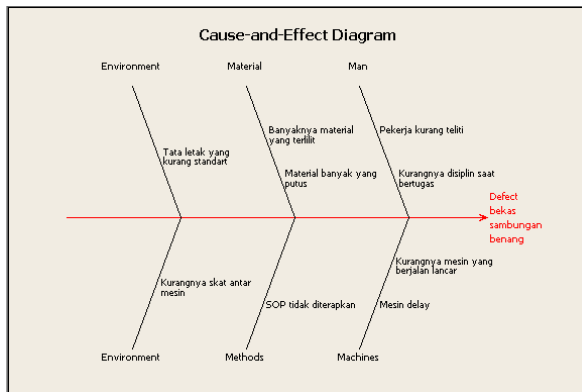 Cause-and-Effect Diagram
Environment
Material
Man
Banyaknya material
yang terlilit
Pekerja kurang teliti
Tata letak yang
kurang standart
Material banyak yang
putus
Kurangnya disiplin saat
bertugas
Defect
bekas
sambungan
benang
Kurangnya mesin yang
berjalan lancar
Kurangnya skat antar
mesin
SOP tidak diterapkan
Mesin delay
Environment
Methods
Machines